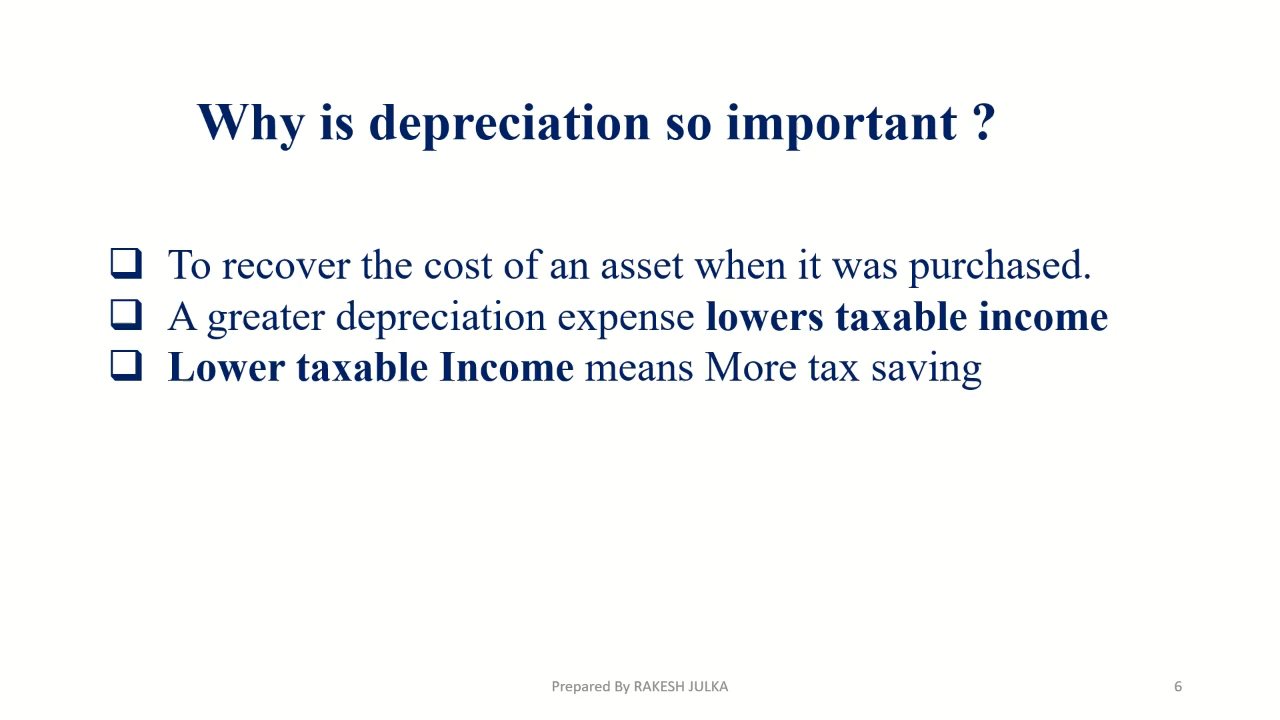 Why is depreciation so important ?
❑ To recover the cost of an asset when it was purchased.
❑ A greater depreciation expense lowers taxable income
❑ Lower taxable Income means More tax saving
Prepared By RAKESH JULKA
6